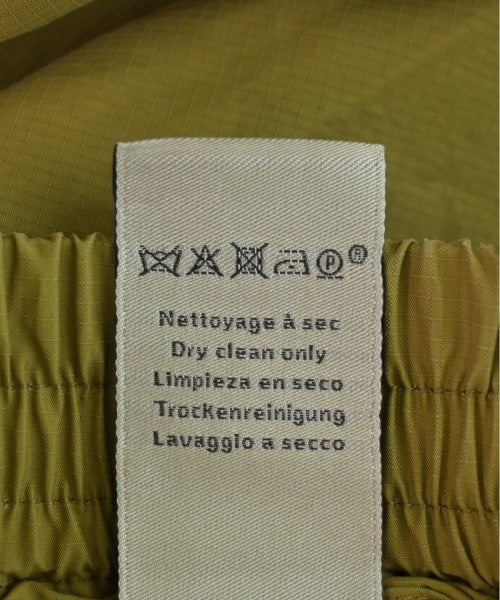 P ®
Nettoyage à sec
Dry clean only
Limpieza en seco
Trockenreinigung
Lavaggio a secco